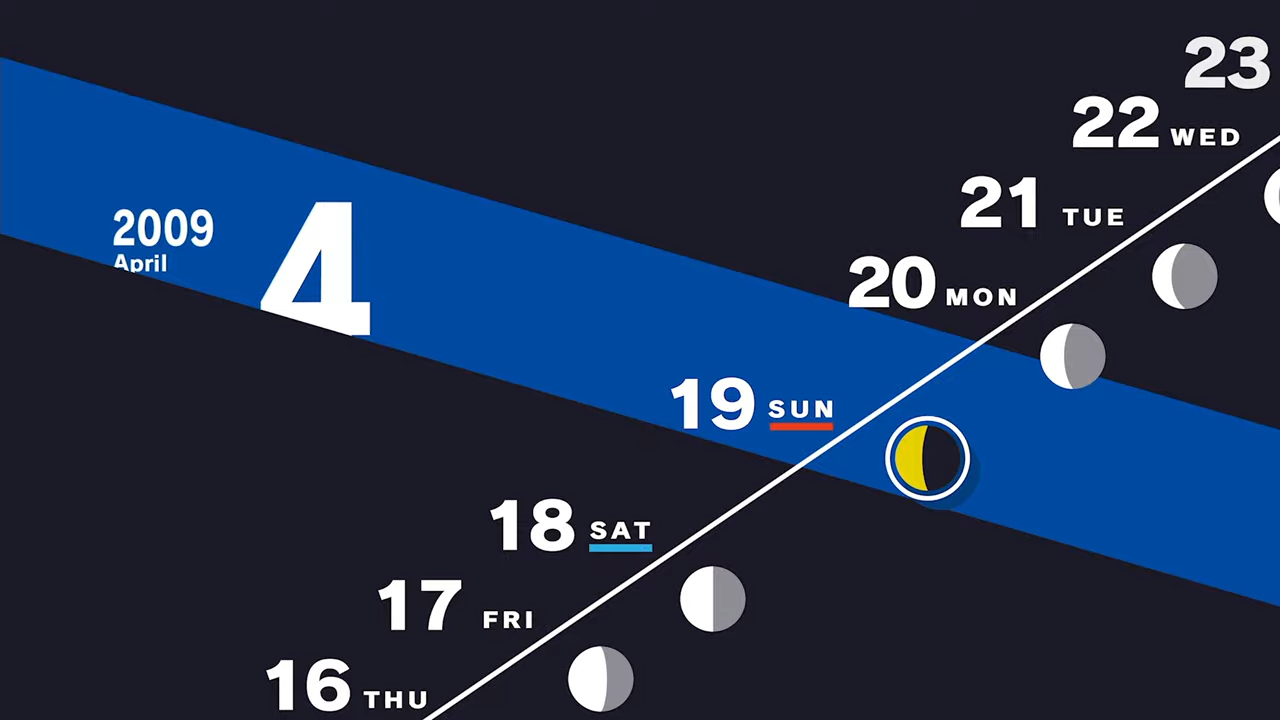 23
22 WED
21 TUE
20 MON
2009
April
4
19 SUN
18 SAT
17 FRI
16 THU